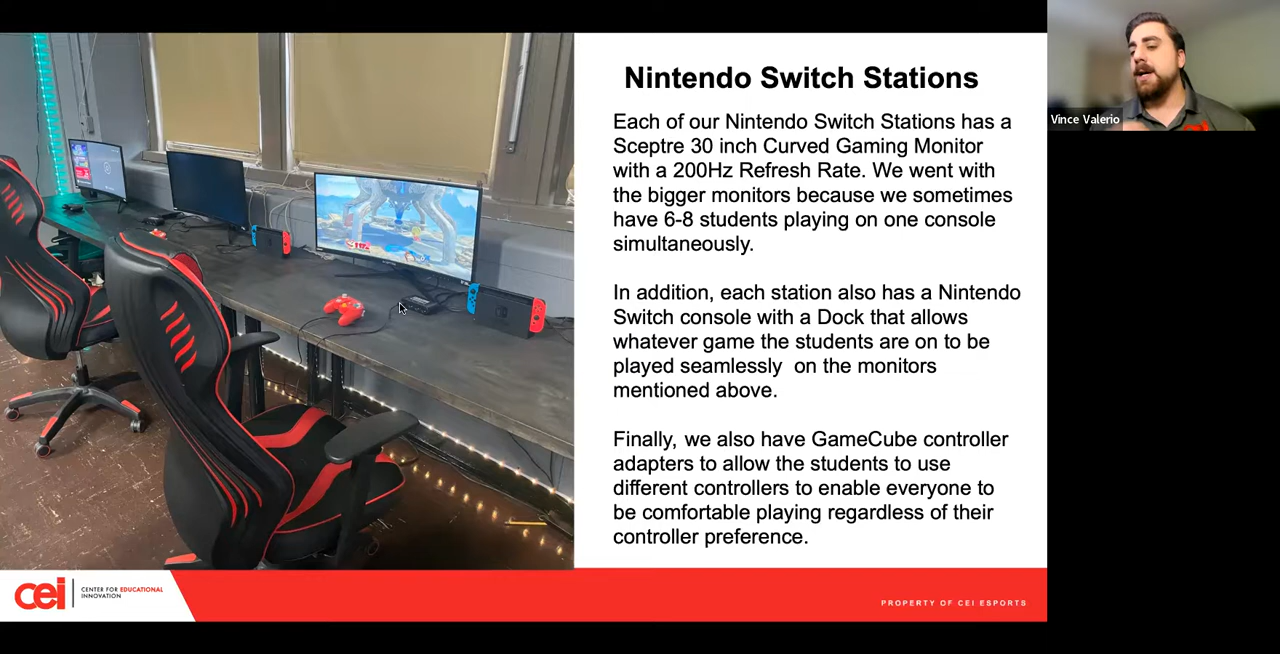 Nintendo Switch Stations
Each of our Nintendo Switch Stations has a
Sceptre 30 inch Curved Gaming Monitor
with a 200Hz Refresh Rate. We went with
the bigger monitors because we sometimes
have 6-8 students playing on one console
simultaneously.
In addition, each station also has a Nintendo
Switch console with a Dock that allows
whatever game the students are on to be
played seamlessly  on the monitors
mentioned above.
Finally, we also have GameCube controller
adapters to allow the students to use
different controllers to enable everyone to
be comfortable playing regardless of their
controller preference.
Vince Valerio
cei
CENTER FOR EDUCATIONAL
INNOVATION
PROPERTY OF CEI ESPORTS